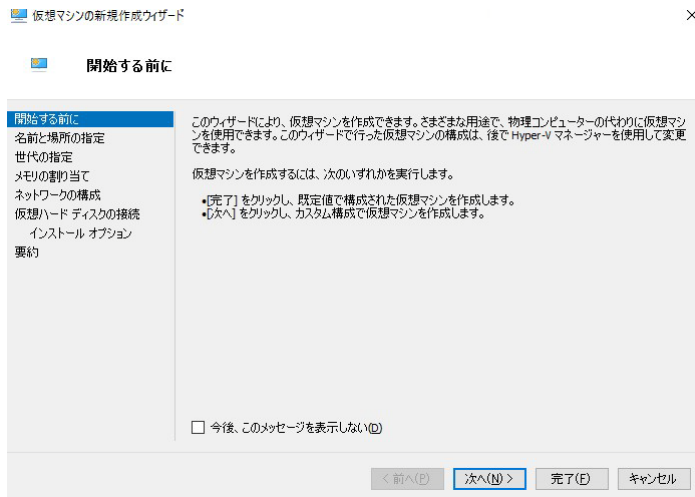 仮想マシンの新規作成ウィザード
開始する前に
開始する前に
名前と場所の指定
世代の指定
メモリの割り当て
ネットワークの構成
仮想ハード ディスクの接続
インストール オプション
要約
このウィザードにより、仮想マシンを作成できます。さまざまな用途で、物理コンピューターの代わりに仮想マシ
ンを使用できます。このウィザードで行った仮想マシンの構成は、後で Hyper-V マネージャーを使用して変更
できます。
仮想マシンを作成するには、次のいずれかを実行します。
•[完了] をクリックし、既定値で構成された仮想マシンを作成します。
•[次へ] をクリックし、カスタム構成で仮想マシンを作成します。
今後、このメッセージを表示しない(D)
< 前へ(P)
次へ(N) >
完了(F)
キャンセル